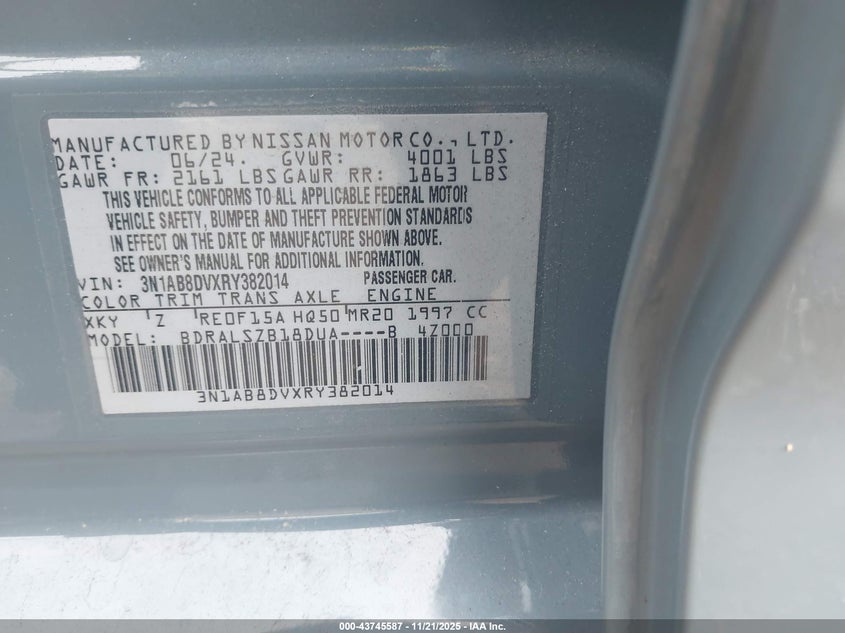 MANUFACTURED BY NISSAN MOTOR CO., LTD.
DATE: 06/24. GVWR: 4001 LBS
GAWR FR: 2161 LBS GAWR RR: 1863 LBS
THIS VEHICLE CONFORMS TO ALL APPLICABLE FEDERAL MOTOR
VEHICLE SAFETY, BUMPER AND THEFT PREVENTION STANDARDS
IN EFFECT ON THE DATE OF MANUFACTURE SHOWN ABOVE.
SEE OWNER'S MANUAL FOR ADDITIONAL INFORMATION.
VIN: 3N1AB8DVXRY382014 PASSENGER CAR.
COLOR TRIM TRANS AXLE ENGINE
XKY Z RE0F15A HQ50 MR20 1997 CC
MODEL: BDRALSZB18DUA----B 4Z000
3N1AB8DVXRY382014
000-43745587 - 11/21/2025 - IAA Inc.